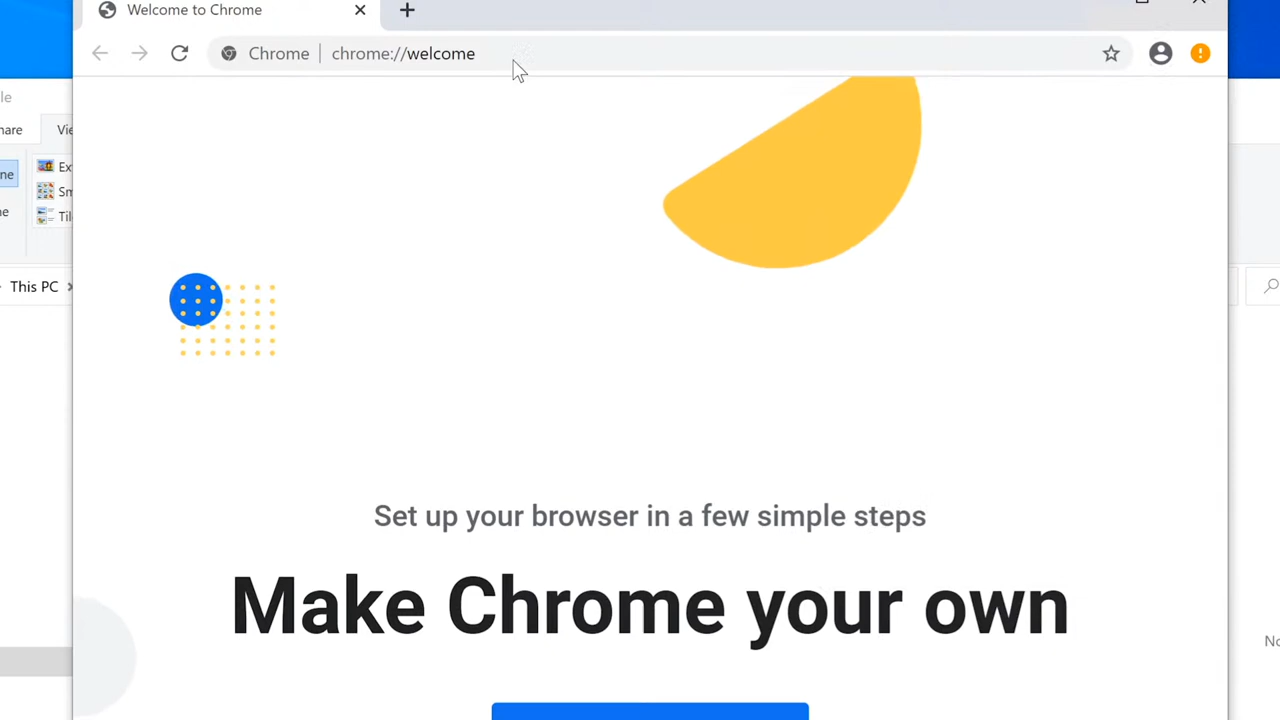 Welcome to Chrome
Chrome | chrome://welcome
Set up your browser in a few simple steps
Make Chrome your own
This PC